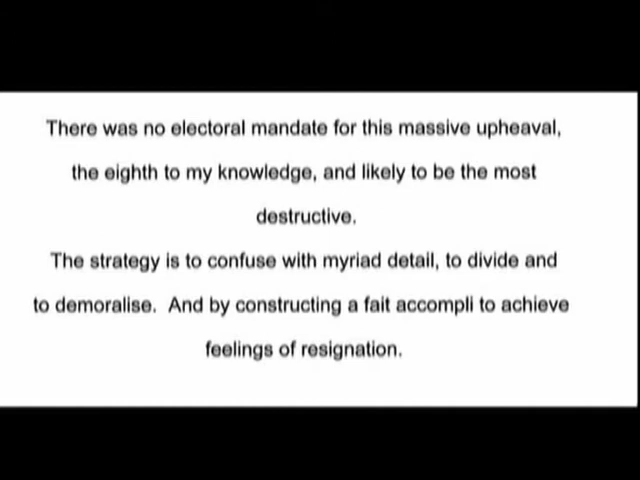 There was no electoral mandate for this massive upheaval,
the eighth to my knowledge, and likely to be the most
destructive.
The strategy is to confuse with myriad detail, to divide and
to demoralise.  And by constructing a fait accompli to achieve
feelings of resignation.